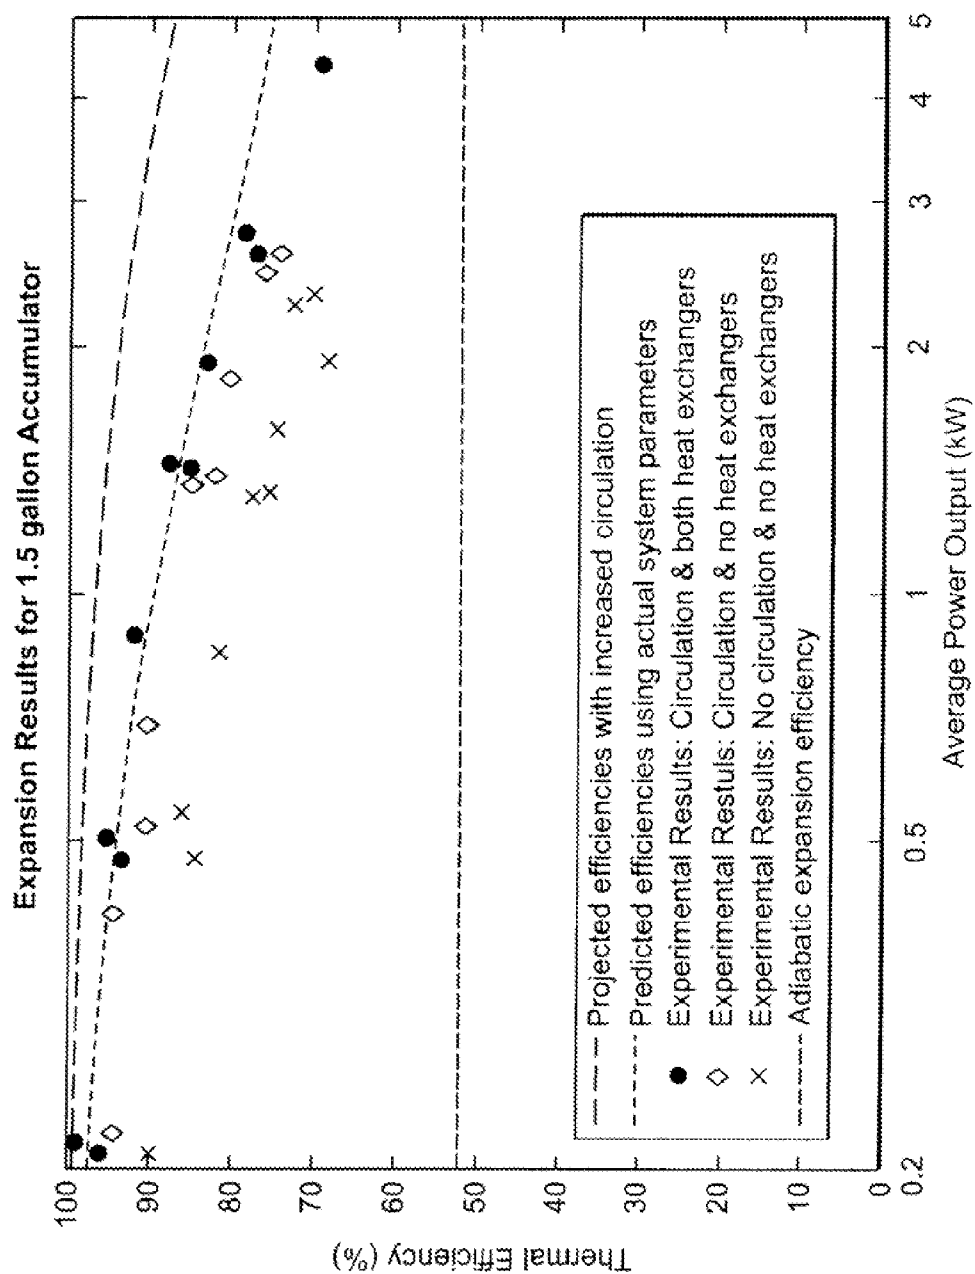 Expansion Results for 1.5 gallon Accumulator
Thermal Efficiency (%)
100
90
80
70
60
50
40
30
20
10
0
Projected efficiencies with increased circulation
Predicted efficiencies using actual system parameters
Experimental Results: Circulation & both heat exchangers
Experimental Restuls: Circulation & no heat exchangers
Experimental Results: No circulation & no heat exchangers
Adiabatic expansion efficiency
0.2
0.5
1
2
3
4
5
Average Power Output (kW)